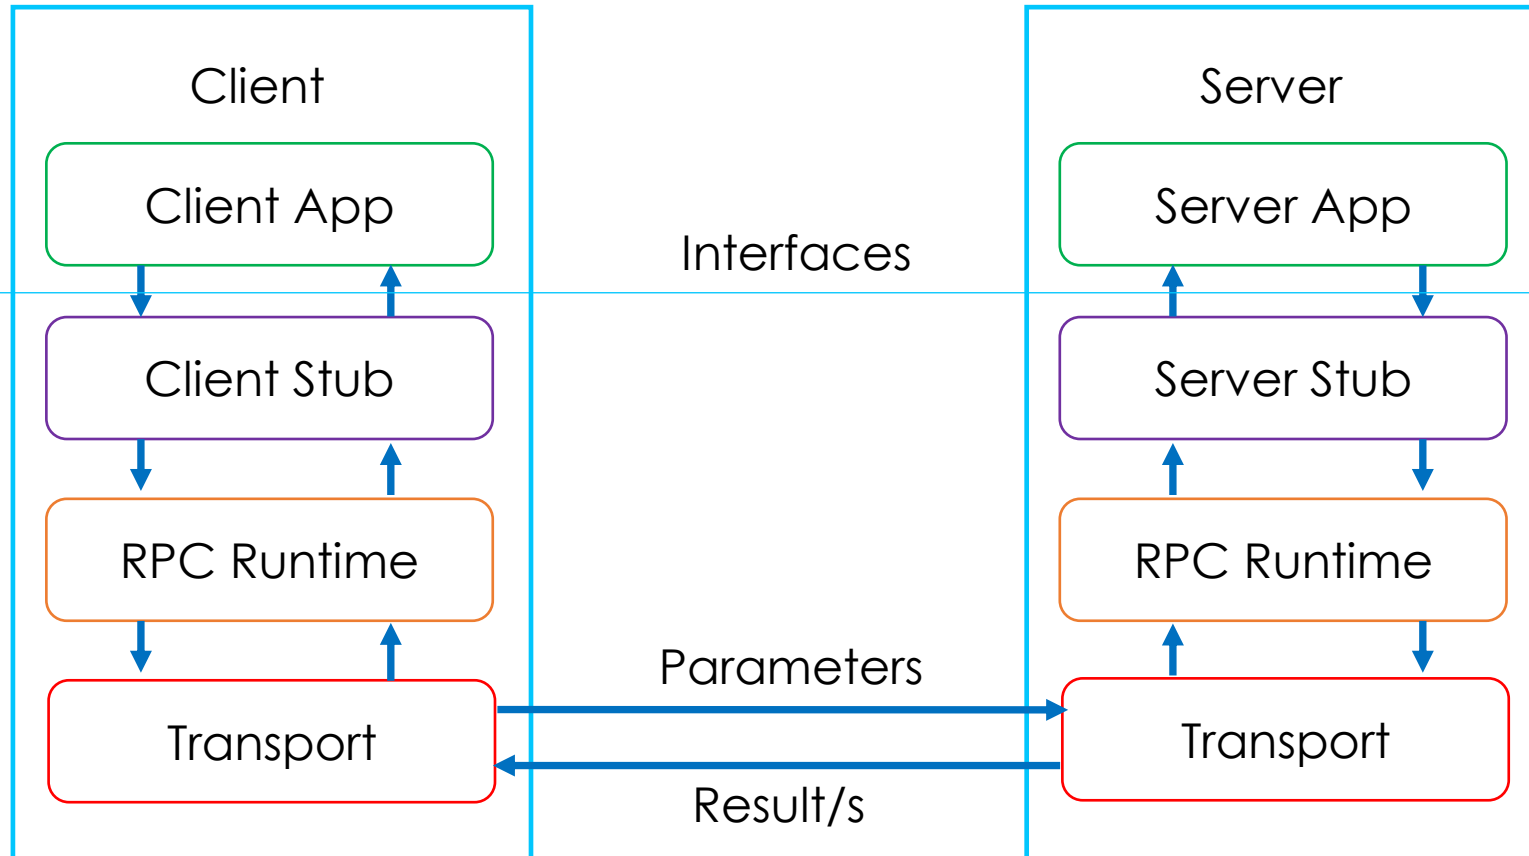 Client
Server
Client App
Server App
Interfaces
Client Stub
Server Stub
RPC Runtime
RPC Runtime
Parameters
Transport
Transport
Result/s